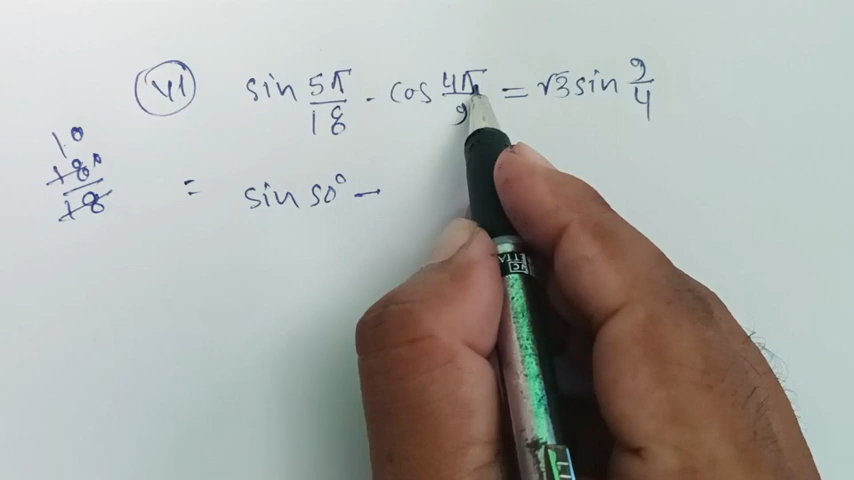 VI sin 5π/18 - cos 4π/9 = √3 sin 9/4
180/18 10
= sin 50° -